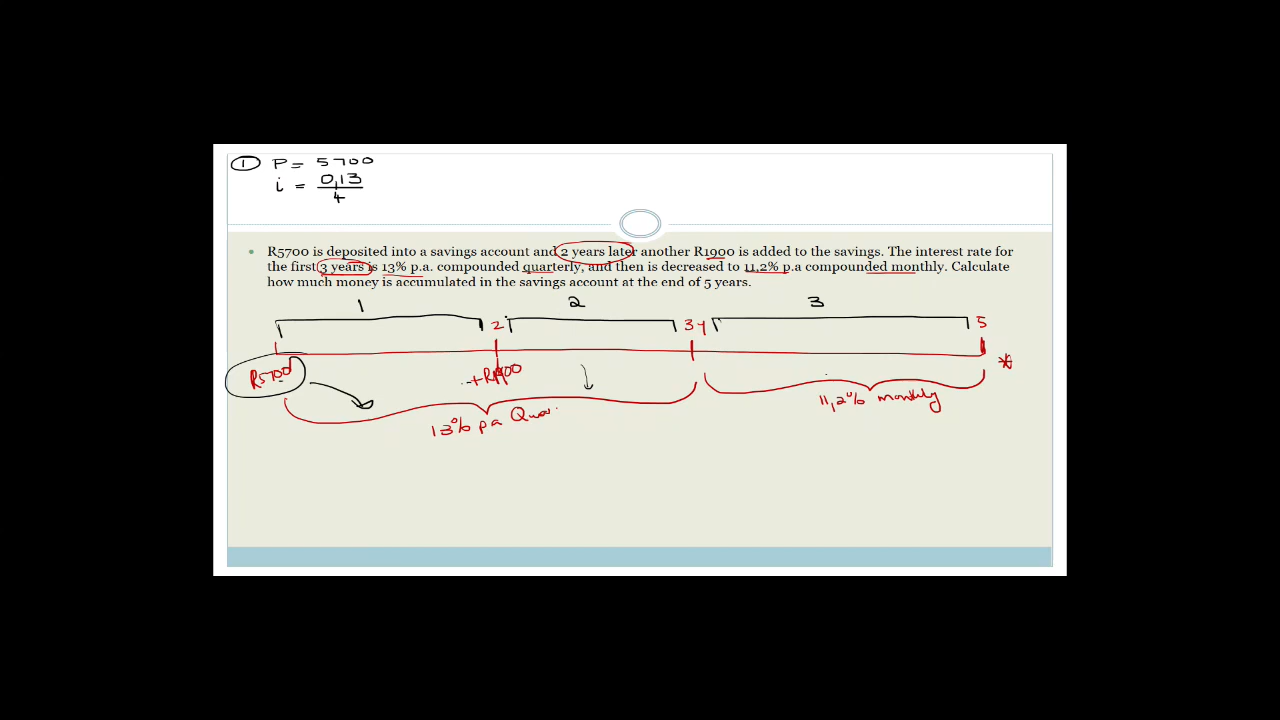 ① P = 5700
i = 0,13
4
• R5700 is deposited into a savings account and 2 years later another R1900 is added to the savings. The interest rate for
the first 3 years is 13% p.a. compounded quarterly, and then is decreased to 11,2% p.a compounded monthly. Calculate
how much money is accumulated in the savings account at the end of 5 years.
1 2 3
2 3y 5
R5700 +R1900 *
13% pa Quar. 11,2% monthly